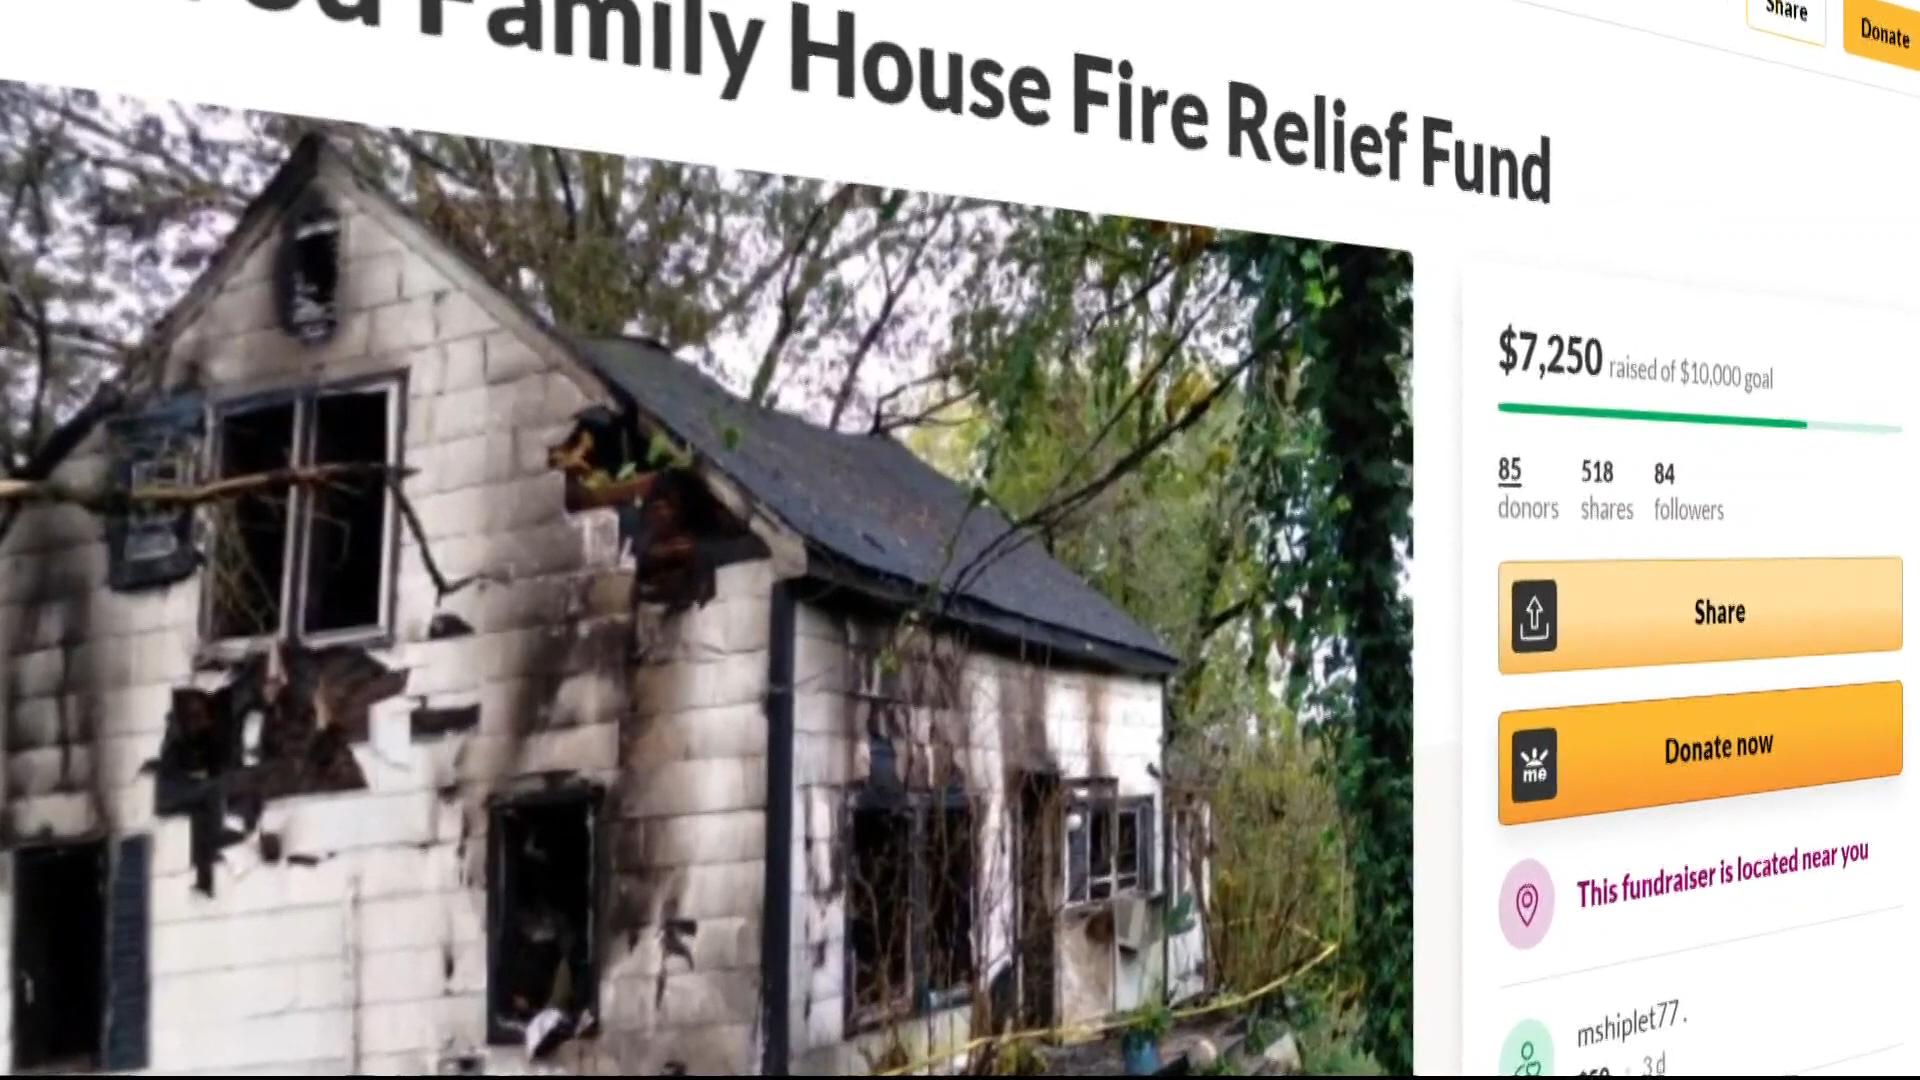 Share
Donate
Family House Fire Relief Fund
$7,250 raised of $10,000 goal
85 518 84
donors shares followers
Share
me
Donate now
This fundraiser is located near you
mshiplet77 .
3 d